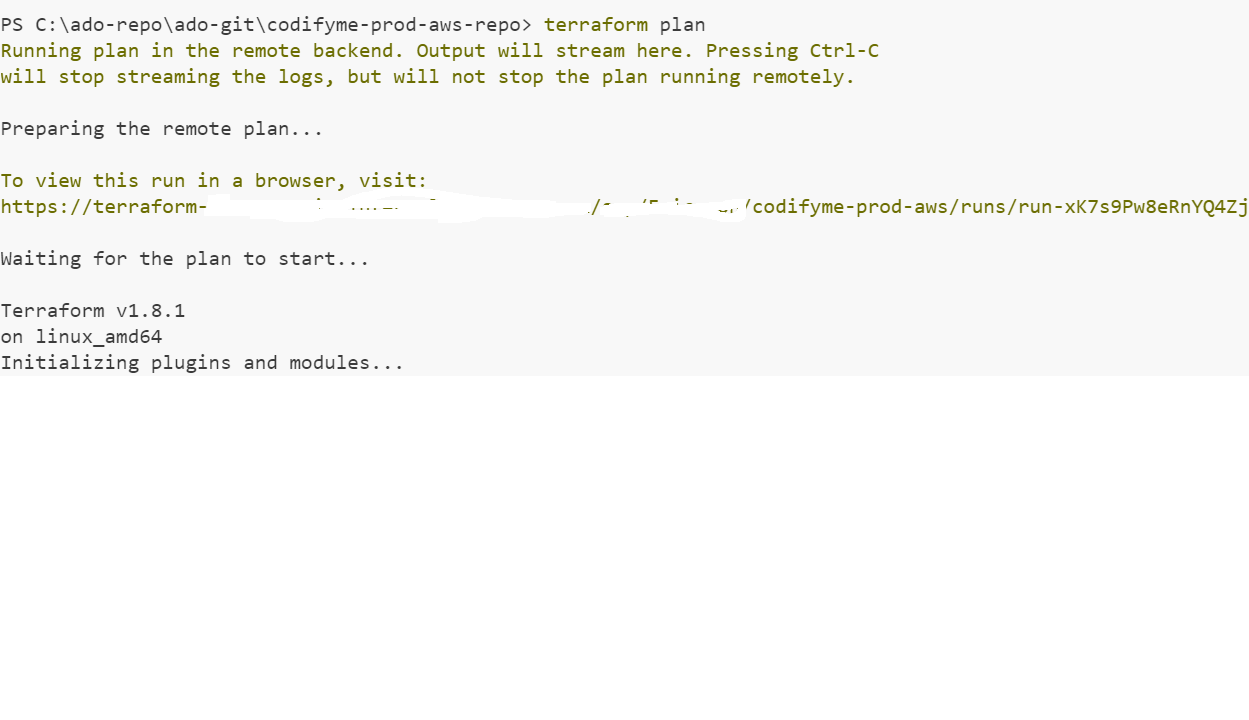 PS C:\ado-repo\ado-git\codifyme-prod-aws-repo> terraform plan
Running plan in the remote backend. Output will stream here. Pressing Ctrl-C
will stop streaming the logs, but will not stop the plan running remotely.
Preparing the remote plan...
To view this run in a browser, visit:
https://terraform- /codifyme-prod-aws/runs/run-xK7s9Pw8eRnYQ4Zj
Waiting for the plan to start...
Terraform v1.8.1
on linux_amd64
Initializing plugins and modules...